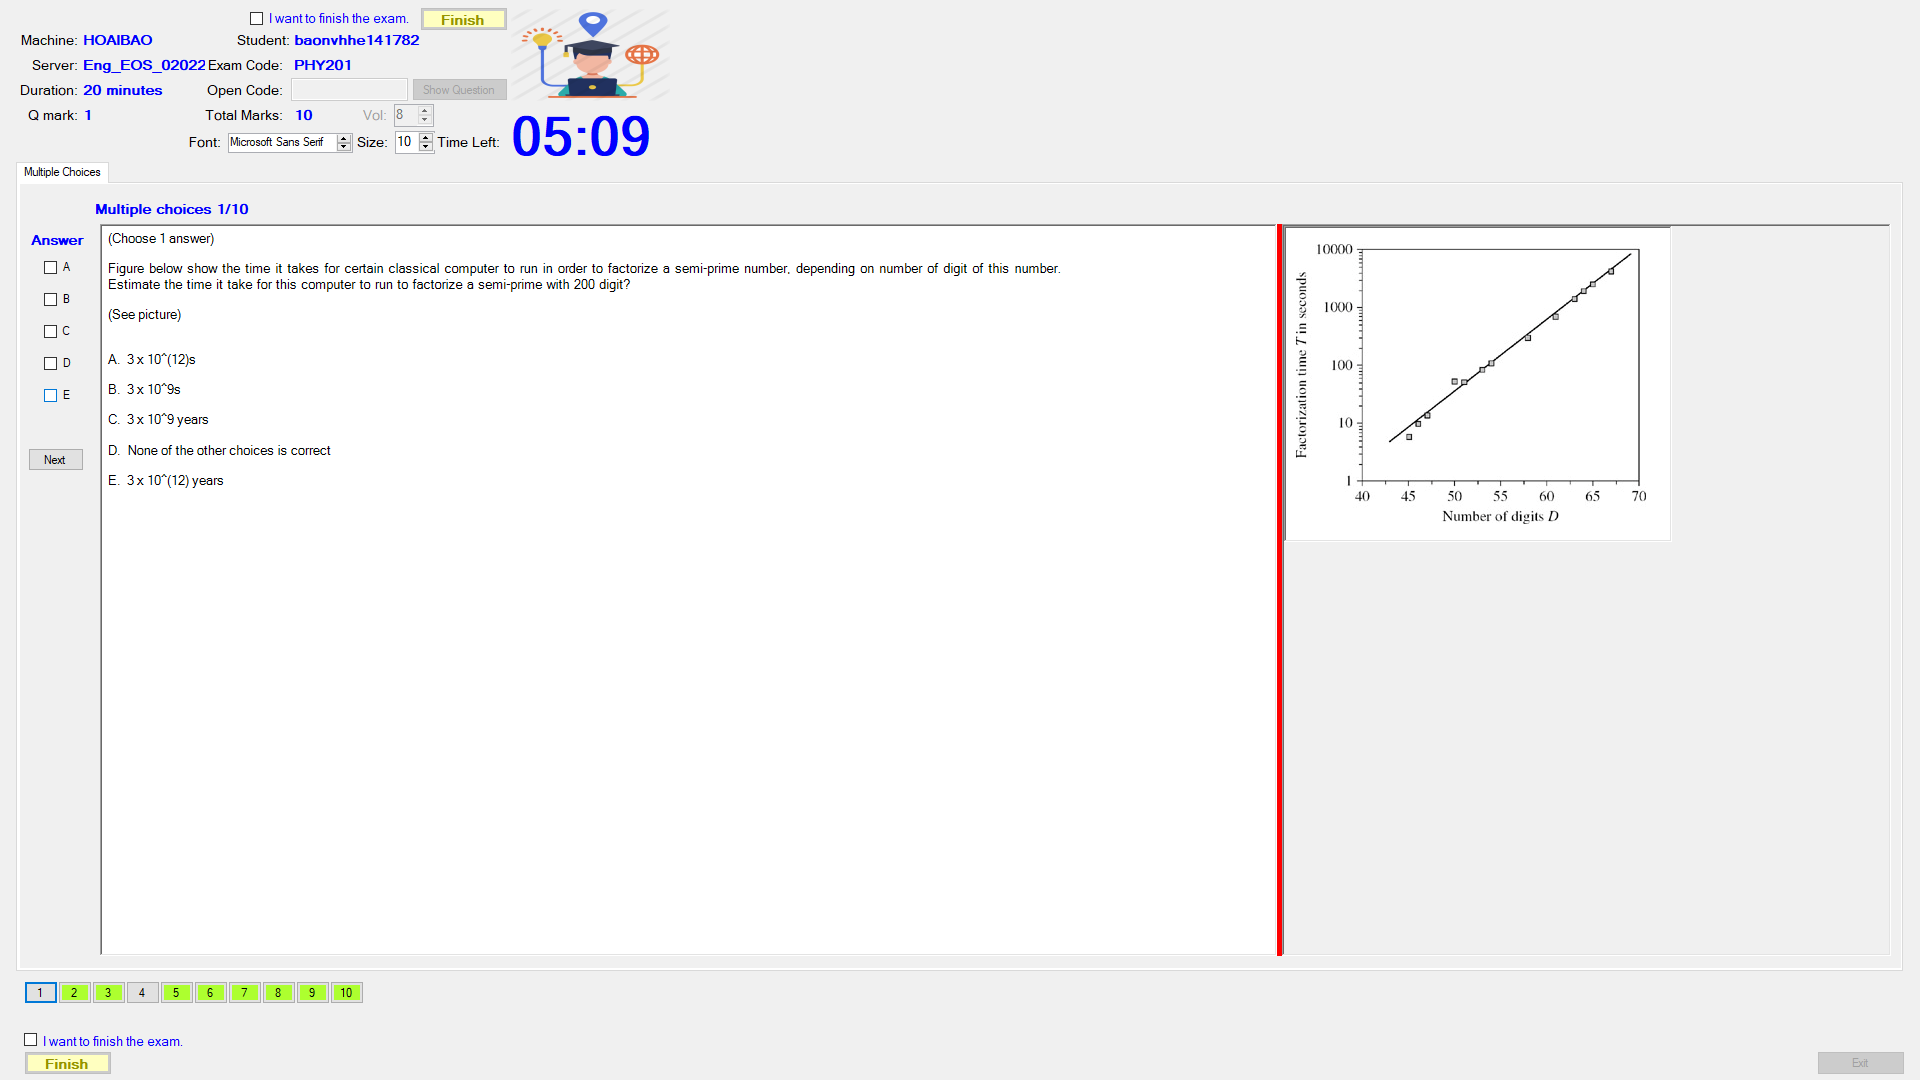 I want to finish the exam. Finish
Machine: HOAIBAO Student: baonvhhe141782
Server: Eng_EOS_02022 Exam Code: PHY201
Duration: 20 minutes Open Code: Show Question
Q mark: 1 Total Marks: 10 Vol: 8
Font: Microsoft Sans Serif Size: 10 Time Left: 05:09
Multiple Choices
Multiple choices 1/10
Answer
A
B
C
D
E
Next
(Choose 1 answer)
Figure below show the time it takes for certain classical computer to run in order to factorize a semi-prime number, depending on number of digit of this number.
Estimate the time it take for this computer to run to factorize a semi-prime with 200 digit?
(See picture)
A. 3 x 10^(12)s
B. 3 x 10^9s
C. 3 x 10^9 years
D. None of the other choices is correct
E. 3 x 10^(12) years
Factorization time T in seconds
10000
1000
100
10
1
40 45 50 55 60 65 70
Number of digits D
1 2 3 4 5 6 7 8 9 10
I want to finish the exam.
Finish
Exit